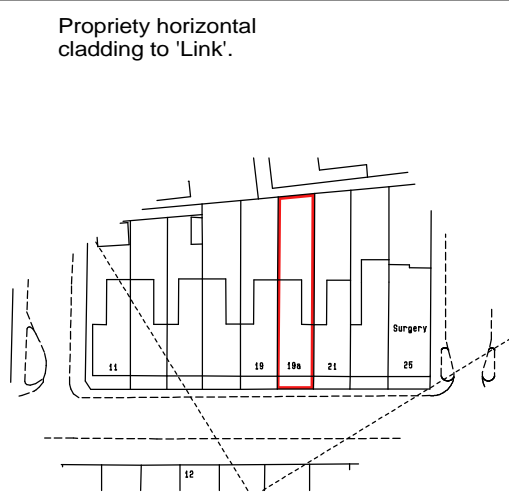 Propriety horizontal
cladding to 'Link'.
Surgery
11
19
19a
21
25
12